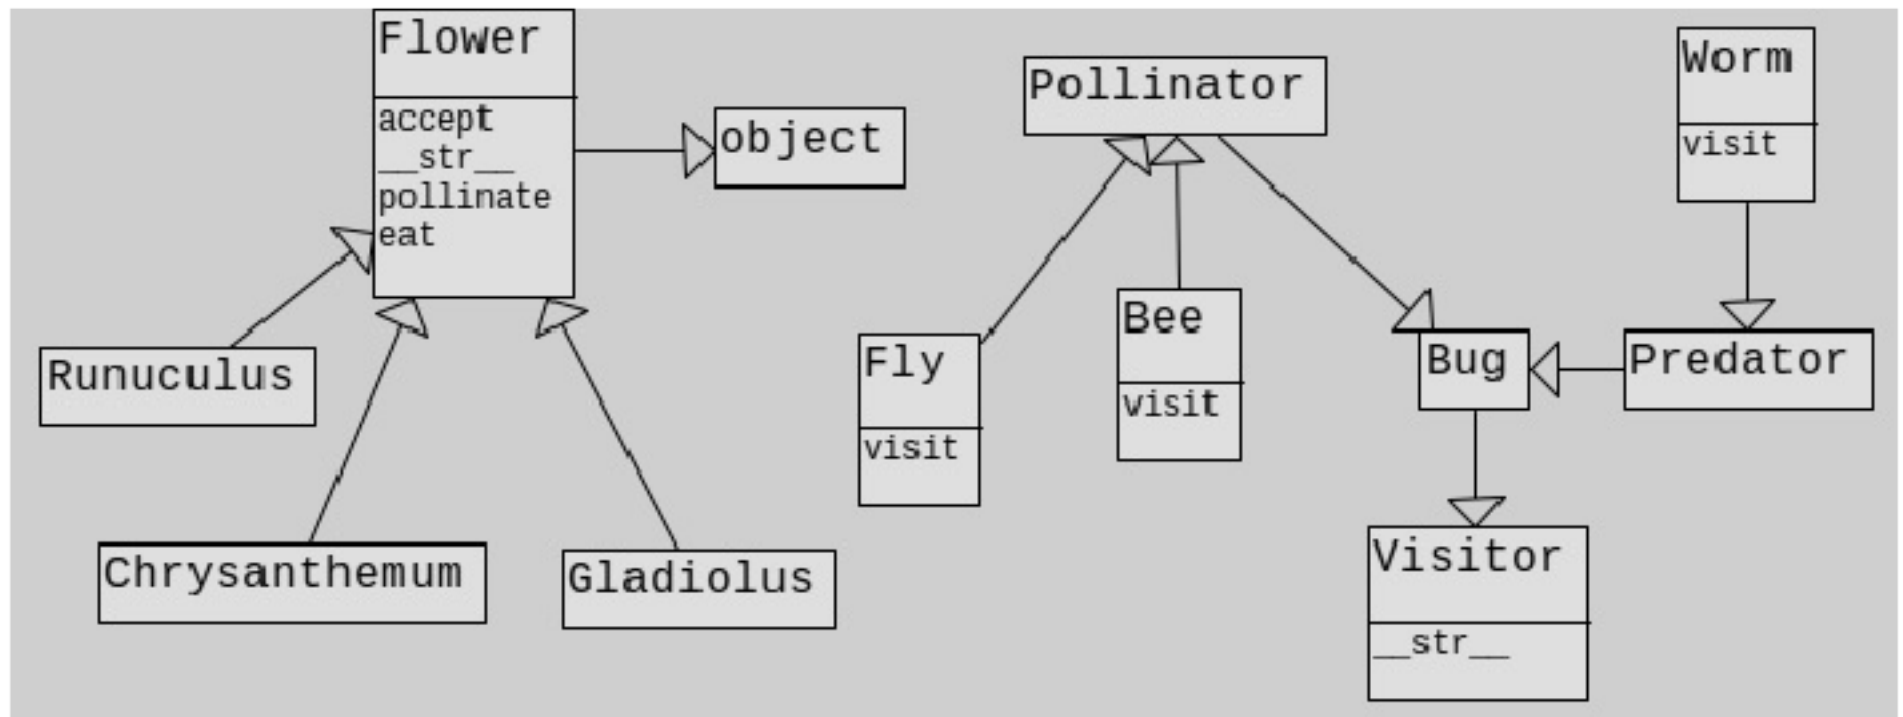 Flower
accept
__str__
pollinate
eat
object
Runuculus
Chrysanthemum
Gladiolus
Pollinator
Fly
visit
Bee
visit
Worm
visit
Bug
Predator
Visitor
__str__